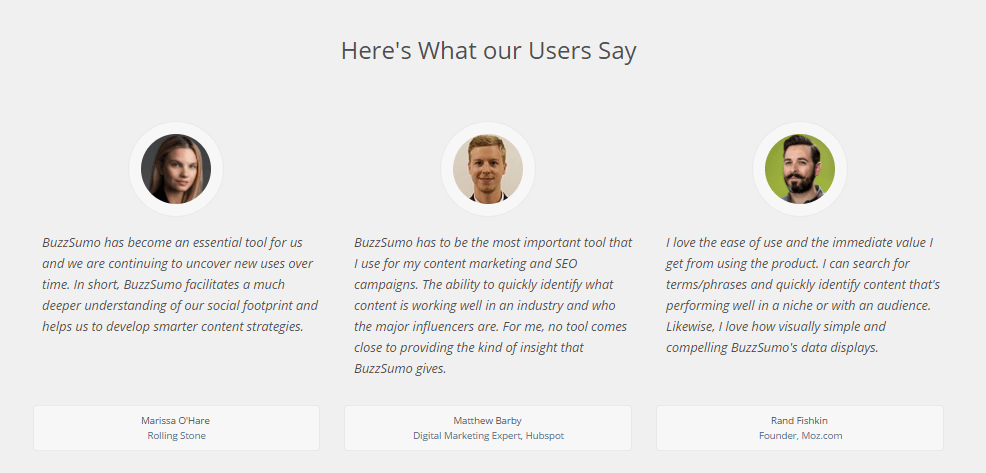 Here's What our Users Say
BuzzSumo has become an essential tool for us
and we are continuing to uncover new uses over
time. In short, BuzzSumo facilitates a much
deeper understanding of our social footprint and
helps us to develop smarter content strategies.
Marissa O'Hare
Rolling Stone
BuzzSumo has to be the most important tool that
I use for my content marketing and SEO
campaigns. The ability to quickly identify what
content is working well in an industry and who
the major influencers are. For me, no tool comes
close to providing the kind of insight that
BuzzSumo gives.
Matthew Barby
Digital Marketing Expert, Hubspot
I love the ease of use and the immediate value I
get from using the product. I can search for
terms/phrases and quickly identify content that's
performing well in a niche or with an audience.
Likewise, I love how visually simple and
compelling BuzzSumo's data displays.
Rand Fishkin
Founder, Moz.com